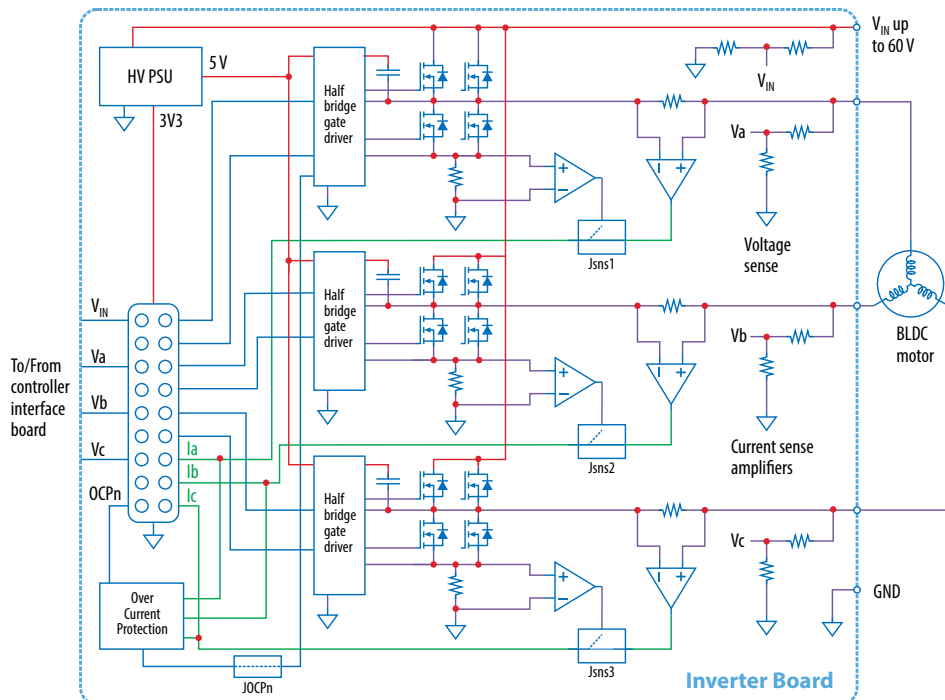 V_IN up
to 60 V
HV PSU
5 V
3V3
Half
bridge
gate
driver
V_IN
Va
+
−
− +
Voltage
sense
Jsns1
Half
bridge
gate
driver
BLDC
motor
Vb
+
−
− +
Current sense
amplifiers
Jsns2
To/From
controller
interface
board
V_IN
Va
Vb
Vc
OCPn
Ia
Ib
Ic
Half
bridge
gate
driver
Vc
+
−
− +
GND
Over
Current
Protection
JOCPn
Jsns3
Inverter Board